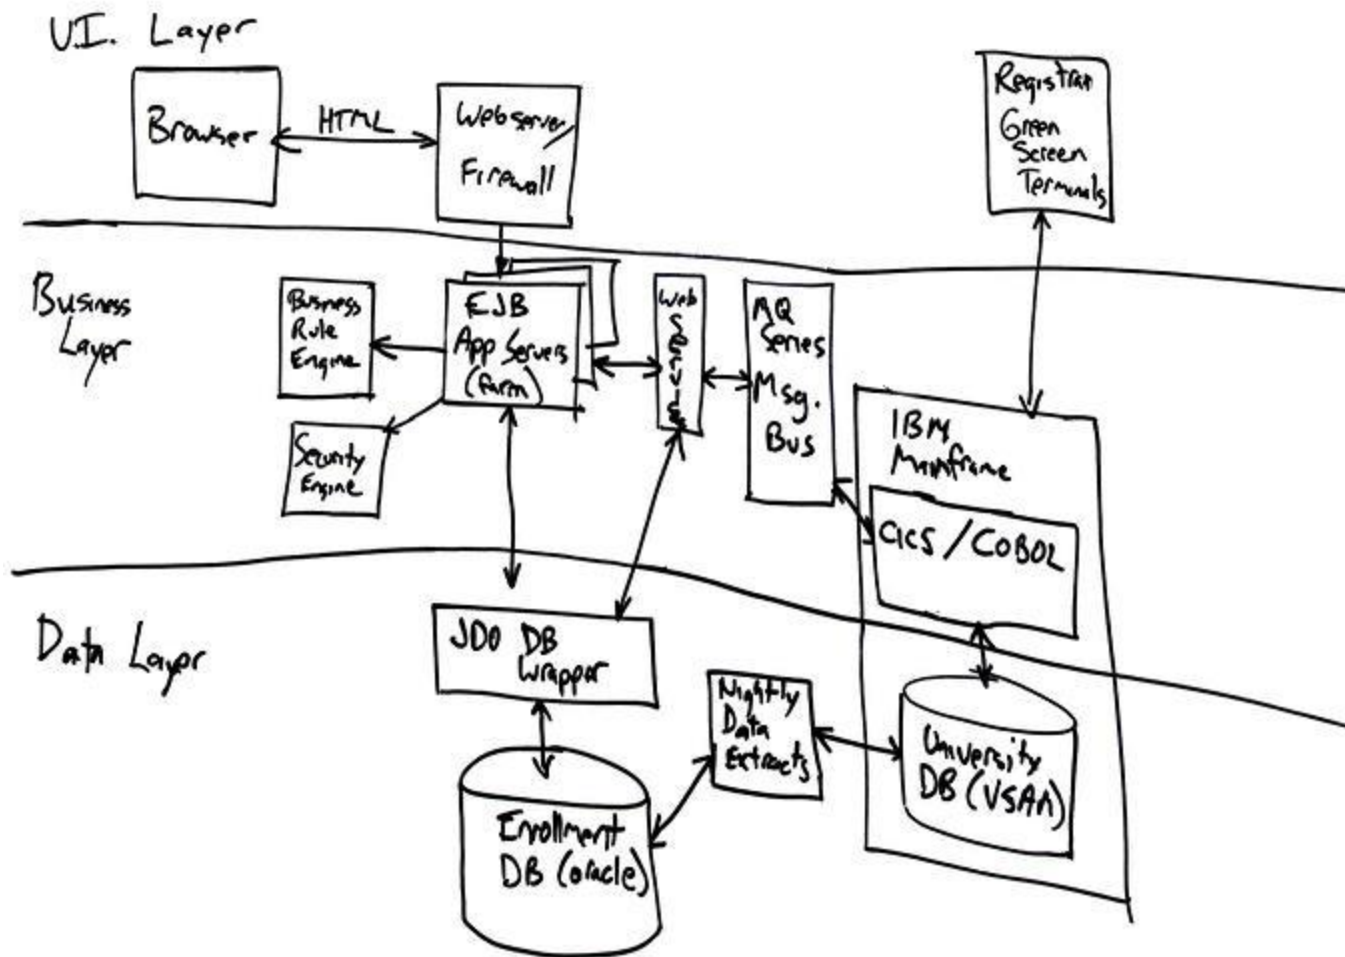 U.I. Layer
Browser
HTML
Webserver/
Firewall
Registrar
Green
Screen
Terminals
Business
Layer
Business
Rule
Engine
EJB
App Servers
(farm)
Security
Engine
Web
MQ
Series
Msg.
Bus
IBM
Mainframe
CICS / COBOL
Data Layer
JDO DB
Wrapper
Nightly
Data
Extracts
University
DB (VSAM)
Enrollment
DB (oracle)